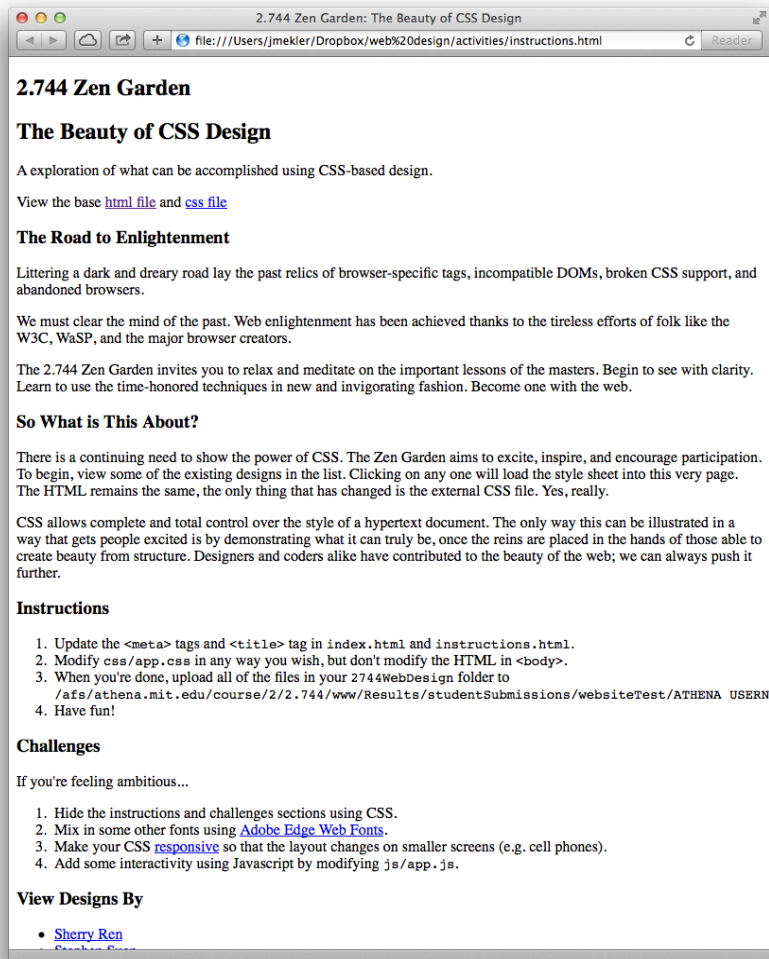 2.744 Zen Garden: The Beauty of CSS Design
file:///Users/jmekler/Dropbox/web%20design/activities/instructions.html
Reader
2.744 Zen Garden
The Beauty of CSS Design
A exploration of what can be accomplished using CSS-based design.
View the base html file and css file
The Road to Enlightenment
Littering a dark and dreary road lay the past relics of browser-specific tags, incompatible DOMs, broken CSS support, and
abandoned browsers.
We must clear the mind of the past. Web enlightenment has been achieved thanks to the tireless efforts of folk like the
W3C, WaSP, and the major browser creators.
The 2.744 Zen Garden invites you to relax and meditate on the important lessons of the masters. Begin to see with clarity.
Learn to use the time-honored techniques in new and invigorating fashion. Become one with the web.
So What is This About?
There is a continuing need to show the power of CSS. The Zen Garden aims to excite, inspire, and encourage participation.
To begin, view some of the existing designs in the list. Clicking on any one will load the style sheet into this very page.
The HTML remains the same, the only thing that has changed is the external CSS file. Yes, really.
CSS allows complete and total control over the style of a hypertext document. The only way this can be illustrated in a
way that gets people excited is by demonstrating what it can truly be, once the reins are placed in the hands of those able to
create beauty from structure. Designers and coders alike have contributed to the beauty of the web; we can always push it
further.
Instructions
1. Update the <meta> tags and <title> tag in index.html and instructions.html.
2. Modify css/app.css in any way you wish, but don't modify the HTML in <body>.
3. When you're done, upload all of the files in your 2744WebDesign folder to
/afs/athena.mit.edu/course/2/2.744/www/Results/studentSubmissions/websiteTest/ATHENA_USERN
4. Have fun!
Challenges
If you're feeling ambitious...
1. Hide the instructions and challenges sections using CSS.
2. Mix in some other fonts using Adobe Edge Web Fonts.
3. Make your CSS responsive so that the layout changes on smaller screens (e.g. cell phones).
4. Add some interactivity using Javascript by modifying js/app.js.
View Designs By
• Sherry Ren